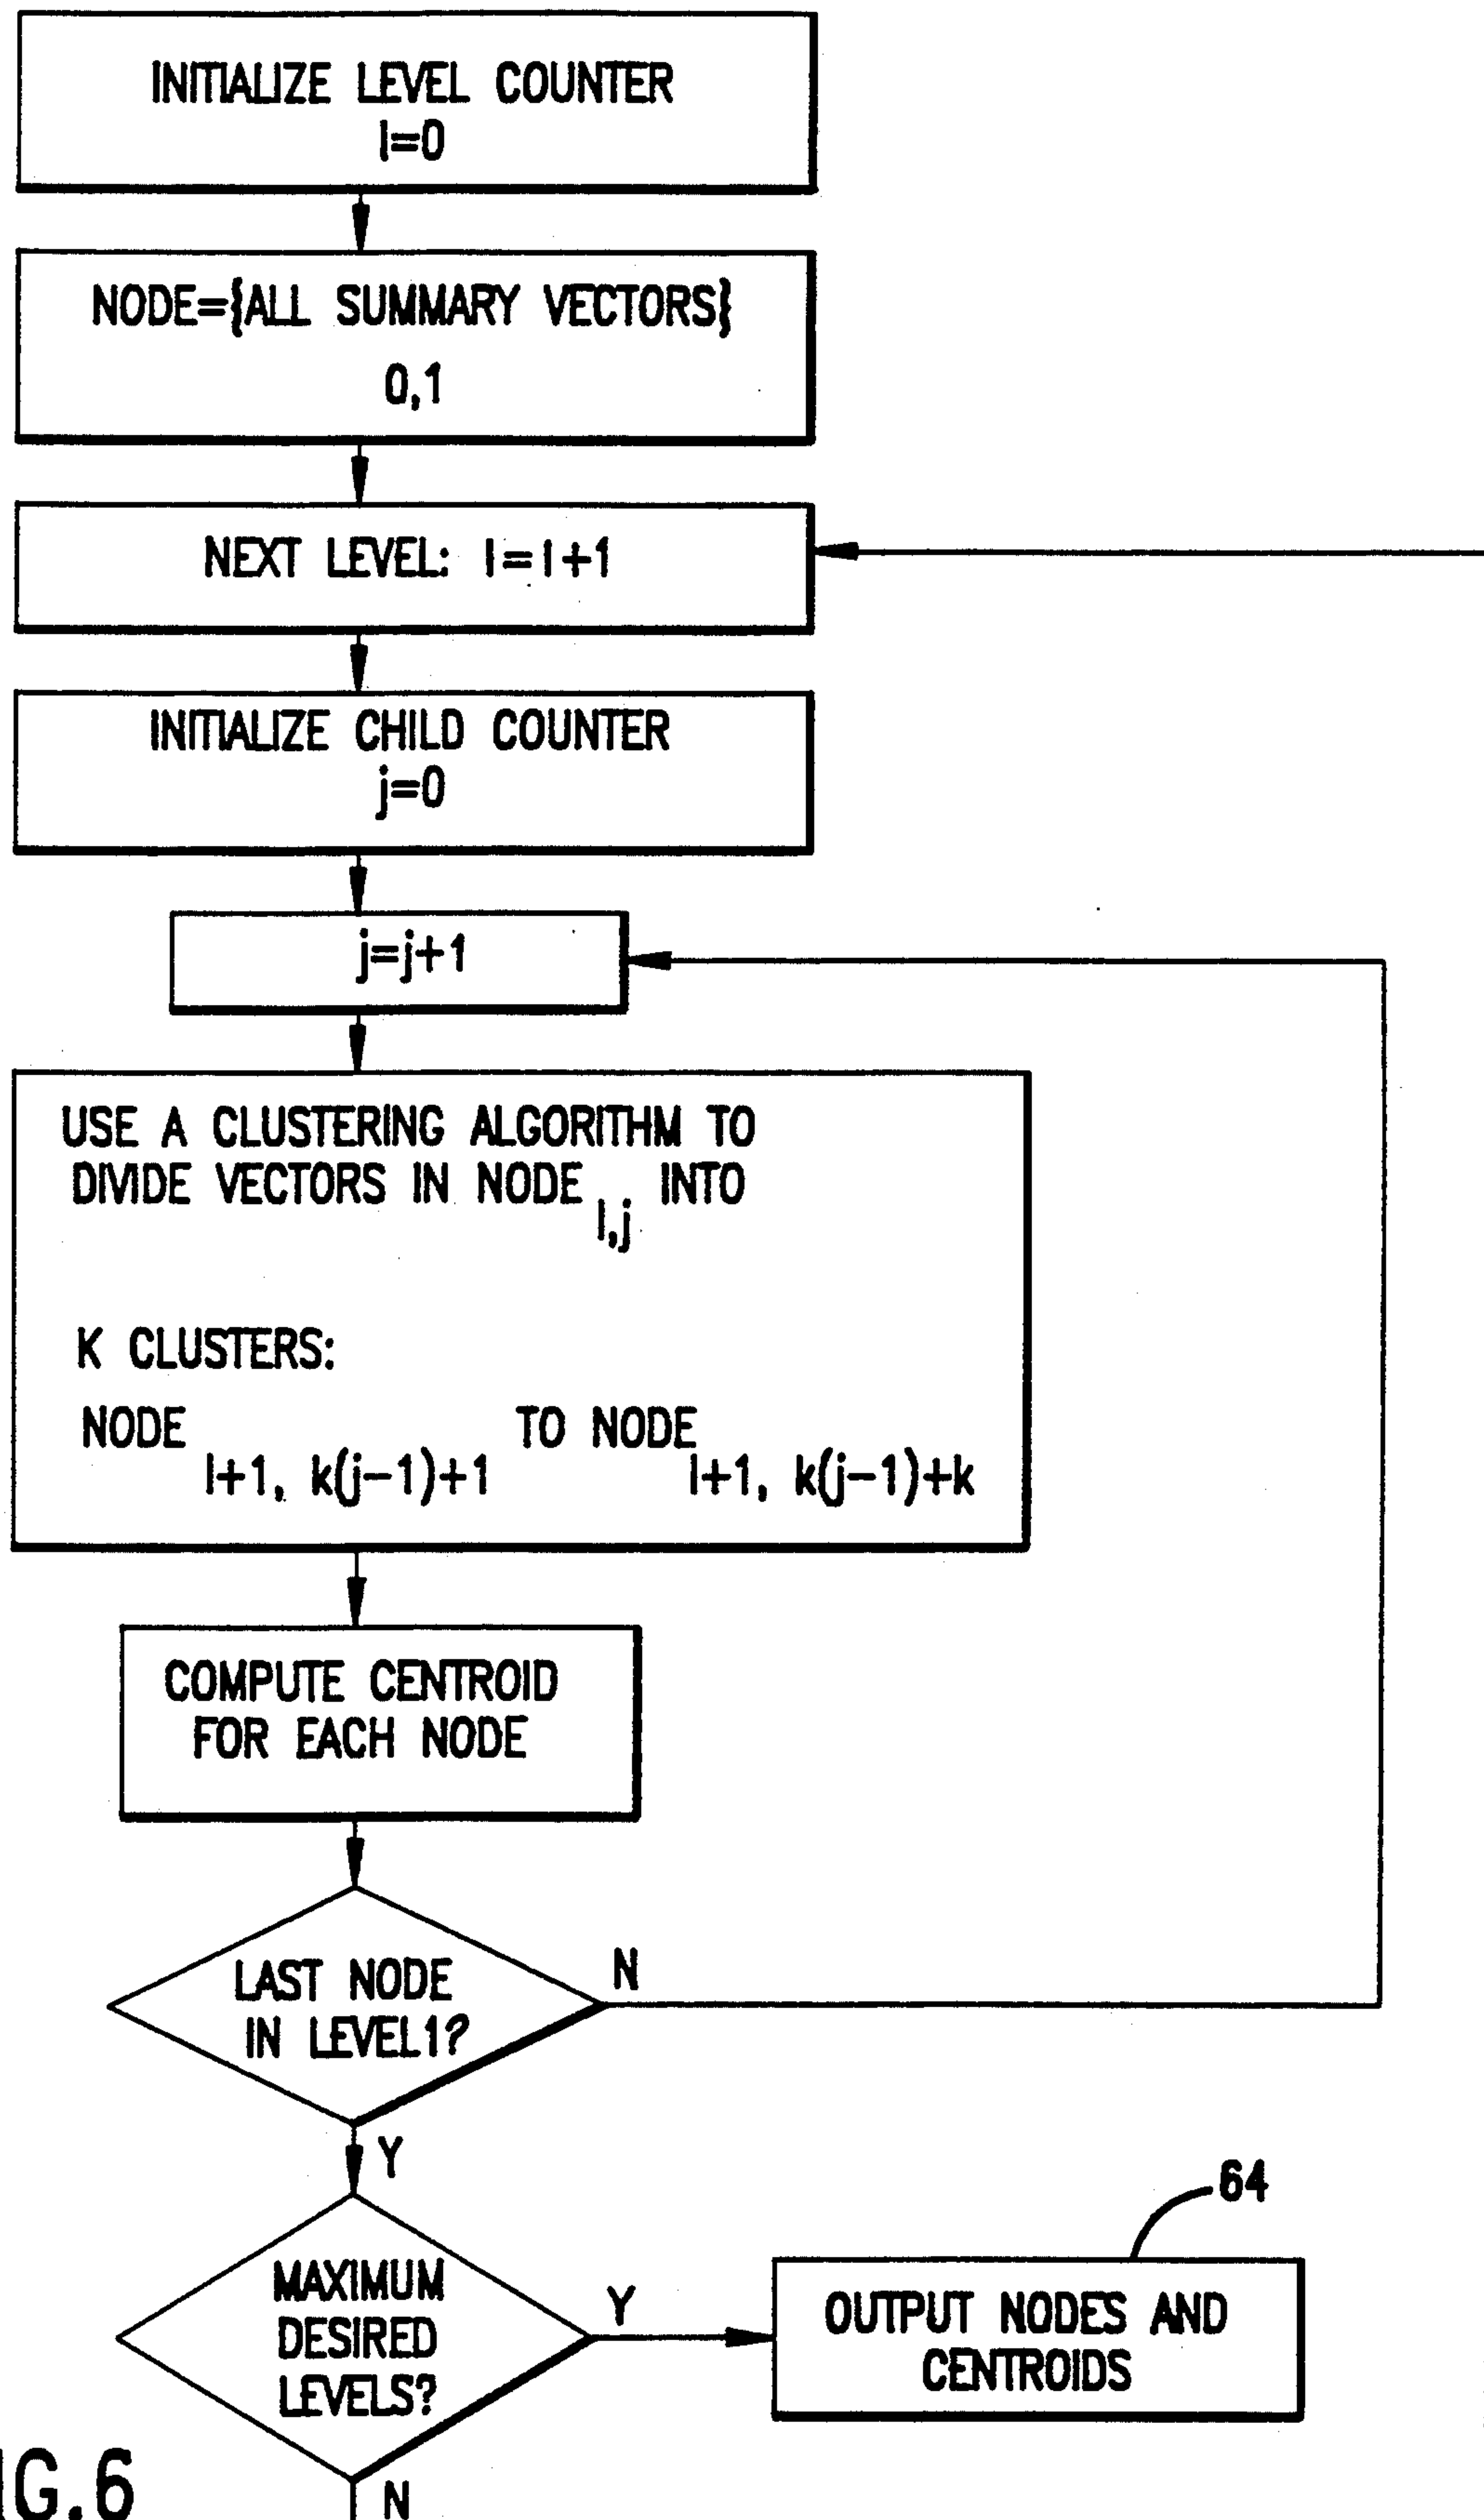 INITIALIZE LEVEL COUNTER
l=0
NODE={ALL SUMMARY VECTORS}
0,1
NEXT LEVEL: l=l+1
INITIALIZE CHILD COUNTER
j=0
j=j+1
USE A CLUSTERING ALGORITHM TO
DIVIDE VECTORS IN NODE l,j INTO
K CLUSTERS:
NODE l+1, k(j-1)+1 TO NODE l+1, k(j-1)+k
COMPUTE CENTROID
FOR EACH NODE
LAST NODE
IN LEVEL1?
N
Y
64
MAXIMUM
DESIRED
LEVELS?
Y
OUTPUT NODES AND
CENTROIDS
N
IG.6